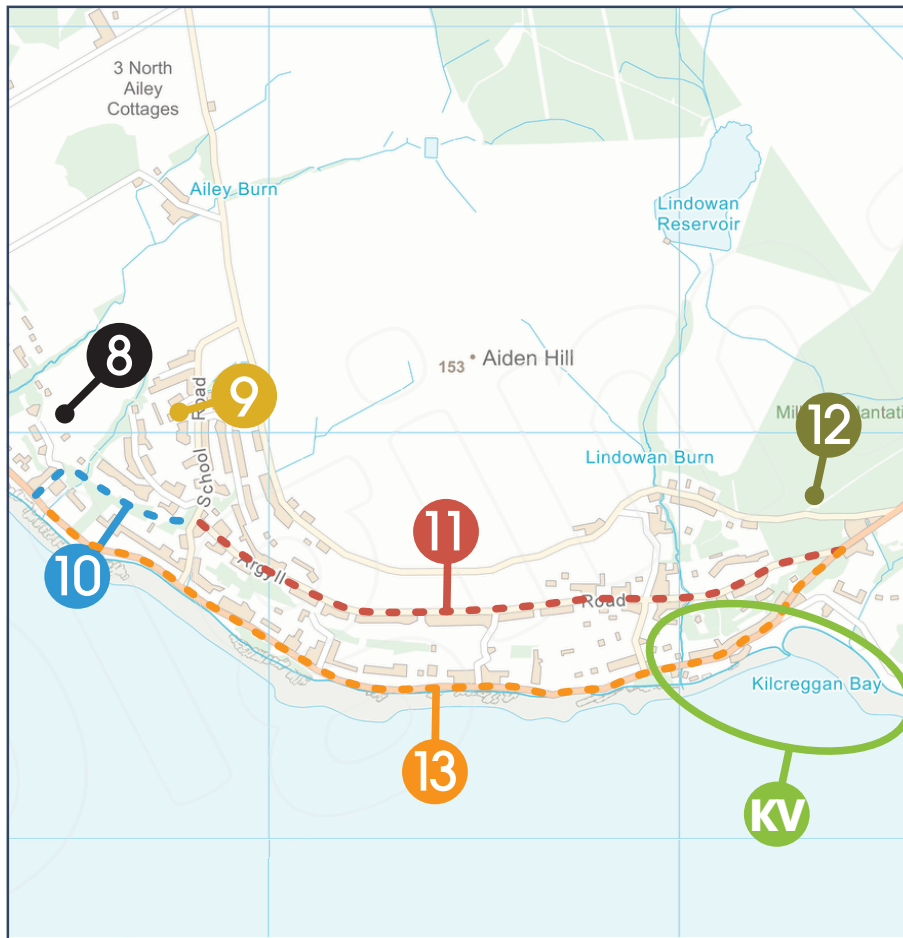 3 North
Ailey
Cottages
Ailey Burn
Lindowan
Reservoir
8
153
Aiden Hill
9
School Road
12
Lindowan Burn
11
10
Argyll
Road
Kilcreggan Bay
13
KV